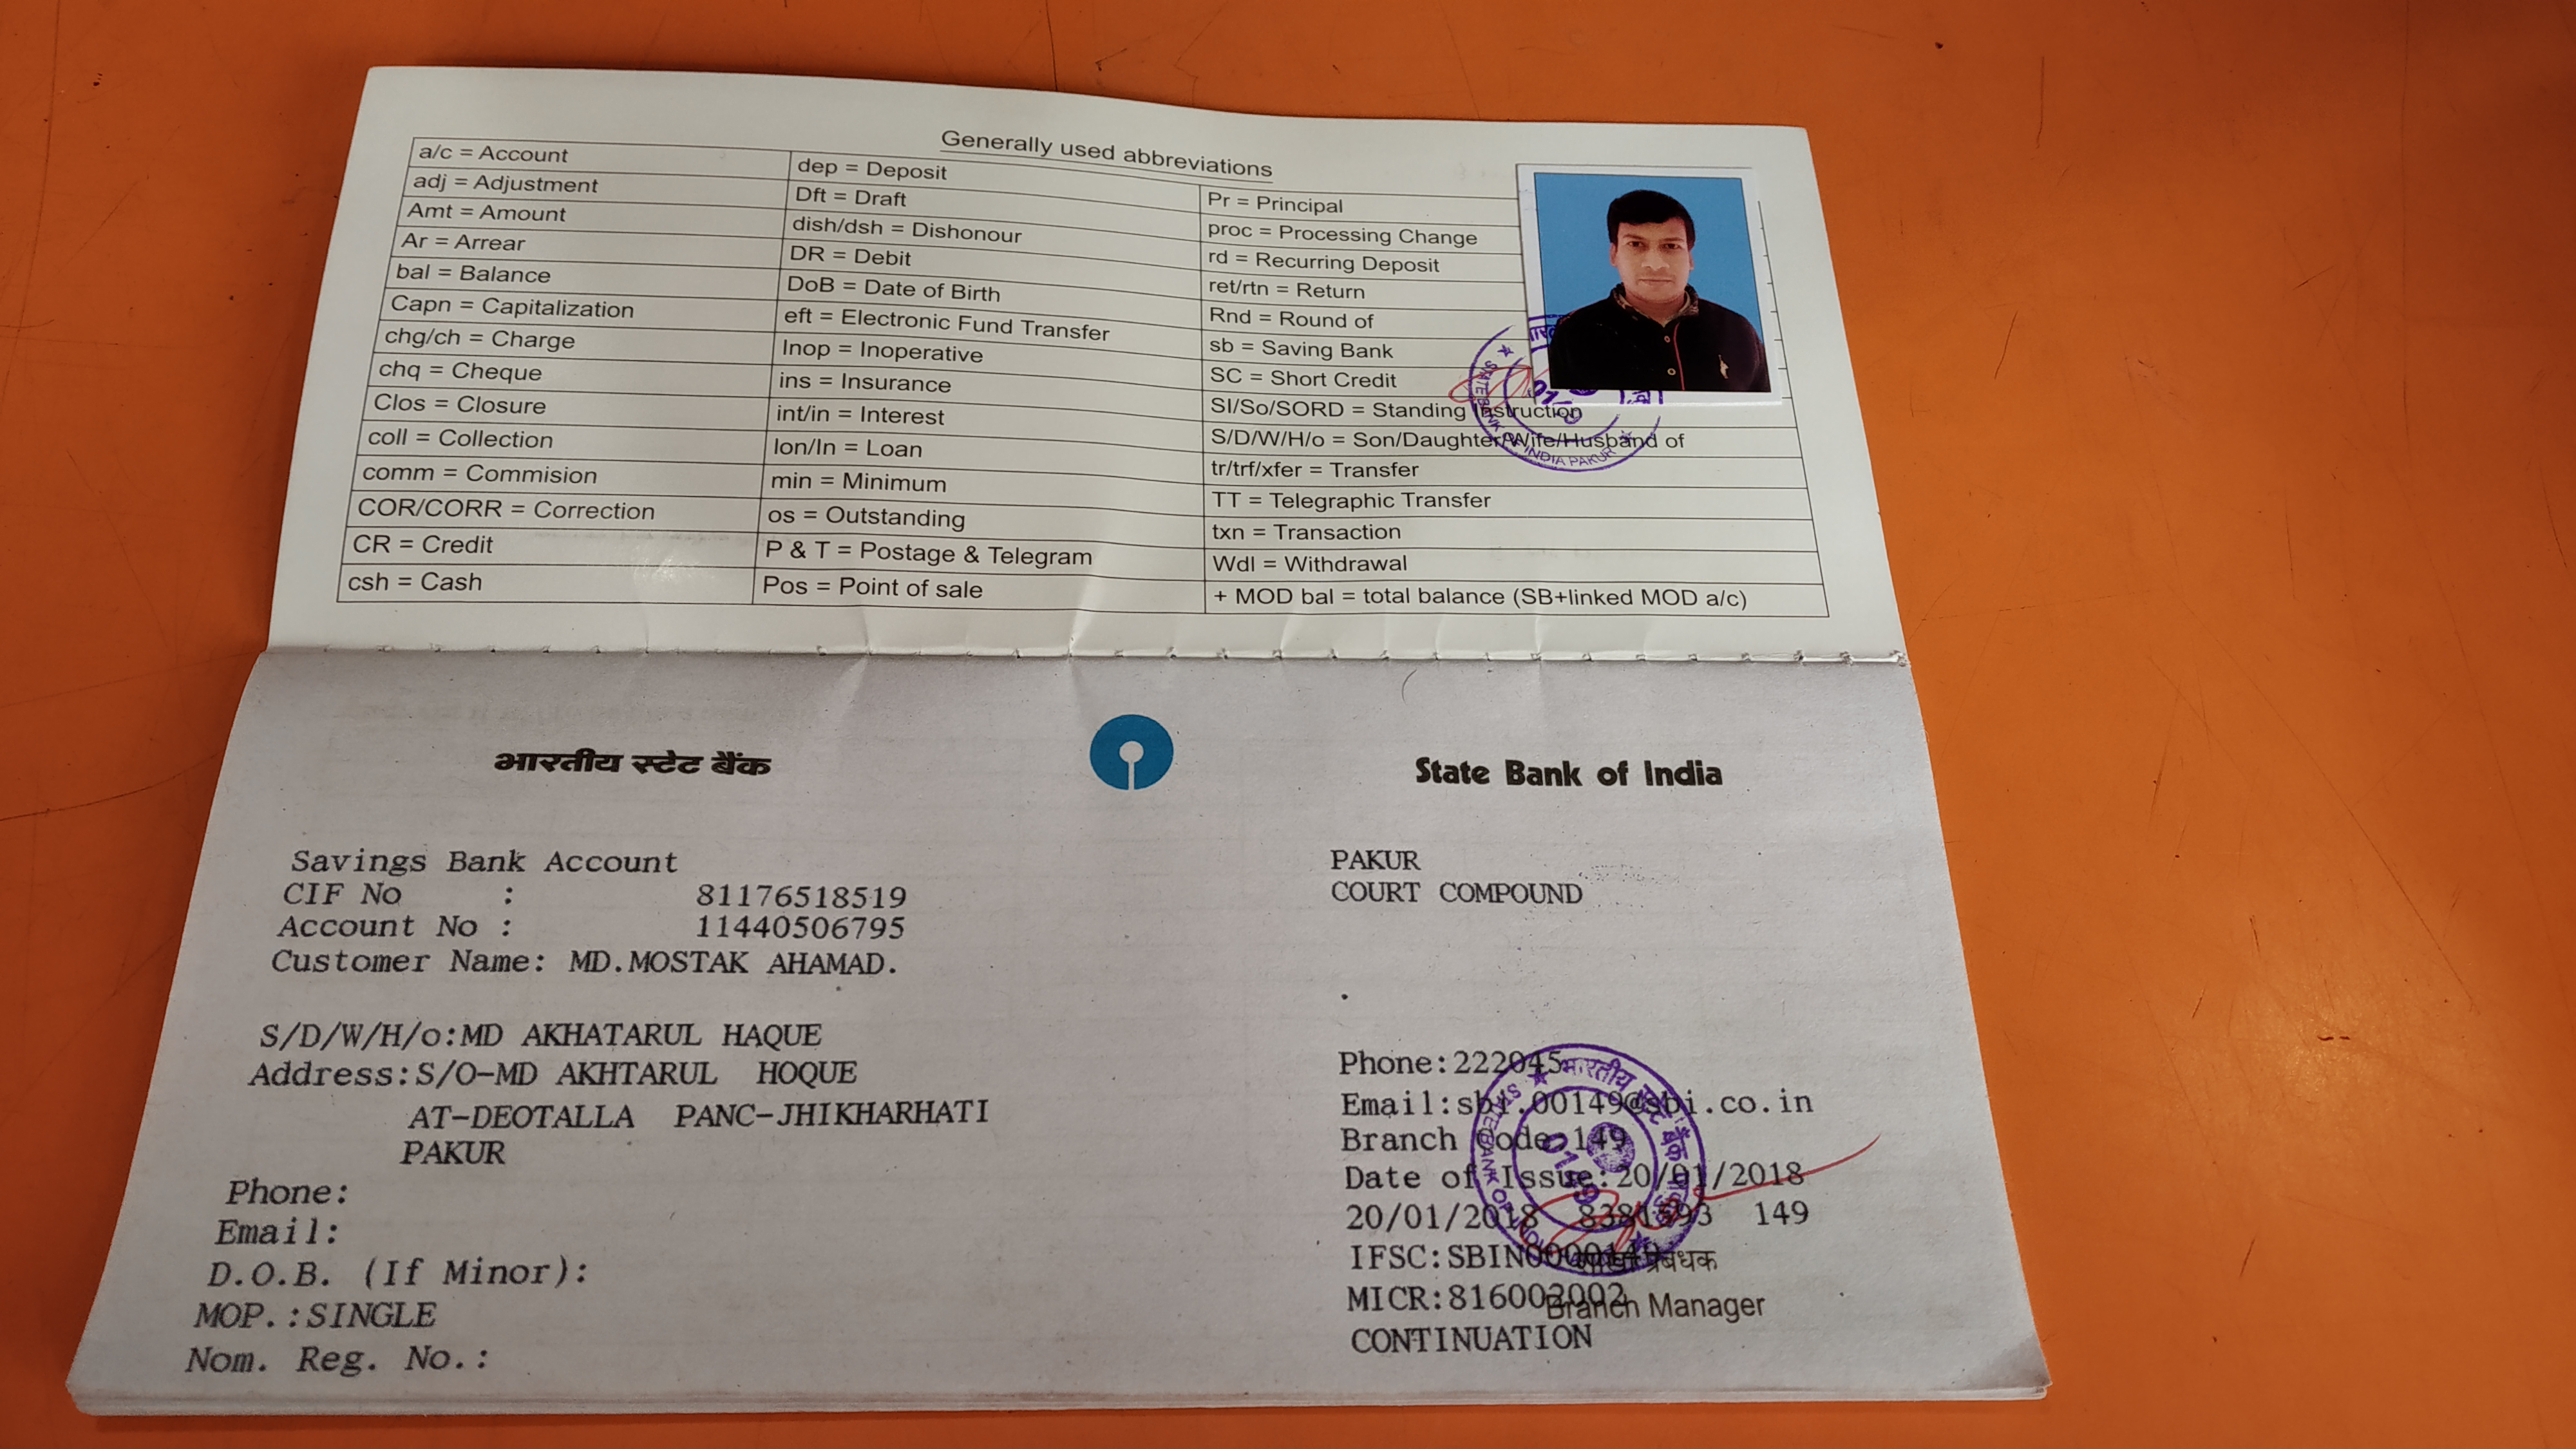 Generally used abbreviations
a/c = Account
adj = Adjustment
Amt = Amount
Ar = Arrear
bal = Balance
Capn = Capitalization
chg/ch = Charge
chq = Cheque
Clos = Closure
coll = Collection
comm = Commision
COR/CORR = Correction
CR = Credit
csh = Cash
dep = Deposit
Dft = Draft
dish/dsh = Dishonour
DR = Debit
DoB = Date of Birth
eft = Electronic Fund Transfer
Inop = Inoperative
ins = Insurance
int/in = Interest
lon/ln = Loan
min = Minimum
os = Outstanding
P & T = Postage & Telegram
Pos = Point of sale
Pr = Principal
proc = Processing Change
rd = Recurring Deposit
ret/rtn = Return
Rnd = Round of
sb = Saving Bank
SC = Short Credit
SI/So/SORD = Standing Instruction
S/D/W/H/o = Son/Daughter/Wife/Husband of
tr/trf/xfer = Transfer
TT = Telegraphic Transfer
txn = Transaction
Wdl = Withdrawal
+ MOD bal = total balance (SB+linked MOD a/c)
STATE BANK OF INDIA PAKUR
भारतीय स्टेट बैंक
State Bank of India
Savings Bank Account
CIF No : 81176518519
Account No : 11440506795
Customer Name: MD.MOSTAK AHAMAD.
S/D/W/H/o:MD AKHATARUL HAQUE
Address:S/O-MD AKHTARUL HOQUE
AT-DEOTALLA PANC-JHIKHARHATI
PAKUR
Phone:
Email:
D.O.B. (If Minor):
MOP.:SINGLE
Nom. Reg. No.:
PAKUR
COURT COMPOUND
Phone:222045
Email:sbi.00149@sbi.co.in
Branch Code 149
Date of Issue:20/01/2018
20/01/2018 149
IFSC:SBIN0000149
MICR:816002002
Branch Manager
CONTINUATION
भारतीय स्टेट बैंक